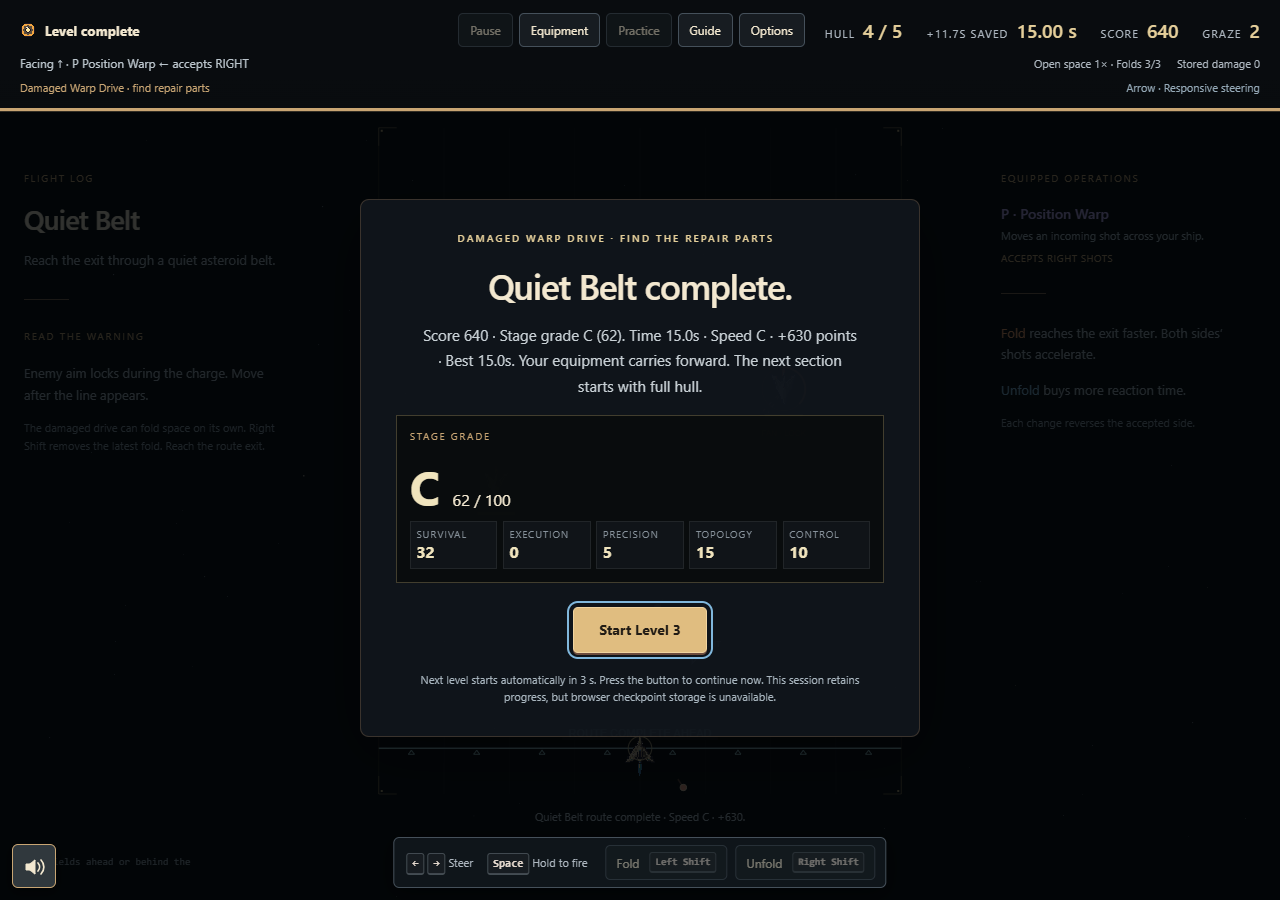 Level complete
Pause
Equipment
Practice
Guide
Options
HULL 4 / 5
+11.7S SAVED 15.00 s
SCORE 640
GRAZE 2
Facing ↑ · P Position Warp ← accepts RIGHT
Open space 1× · Folds 3/3
Stored damage 0
Damaged Warp Drive · find repair parts
Arrow · Responsive steering
FLIGHT LOG
Quiet Belt
Reach the exit through a quiet asteroid belt.
READ THE WARNING
Enemy aim locks during the charge. Move
after the line appears.
The damaged drive can fold space on its own. Right
Shift removes the latest fold. Reach the route exit.
DAMAGED WARP DRIVE · FIND THE REPAIR PARTS
Quiet Belt complete.
Score 640 · Stage grade C (62). Time 15.0s · Speed C · +630 points
· Best 15.0s. Your equipment carries forward. The next section
starts with full hull.
STAGE GRADE
C 62 / 100
SURVIVAL
32
EXECUTION
0
PRECISION
5
TOPOLOGY
15
CONTROL
10
Start Level 3
Next level starts automatically in 3 s. Press the button to continue now. This session retains
progress, but browser checkpoint storage is unavailable.
EQUIPPED OPERATIONS
P · Position Warp
Moves an incoming shot across your ship.
ACCEPTS RIGHT SHOTS
Fold reaches the exit faster. Both sides'
shots accelerate.
Unfold buys more reaction time.
Each change reverses the accepted side.
Quiet Belt route complete · Speed C · +630.
ields ahead or behind the
← → Steer
Space Hold to fire
Fold Left Shift
Unfold Right Shift